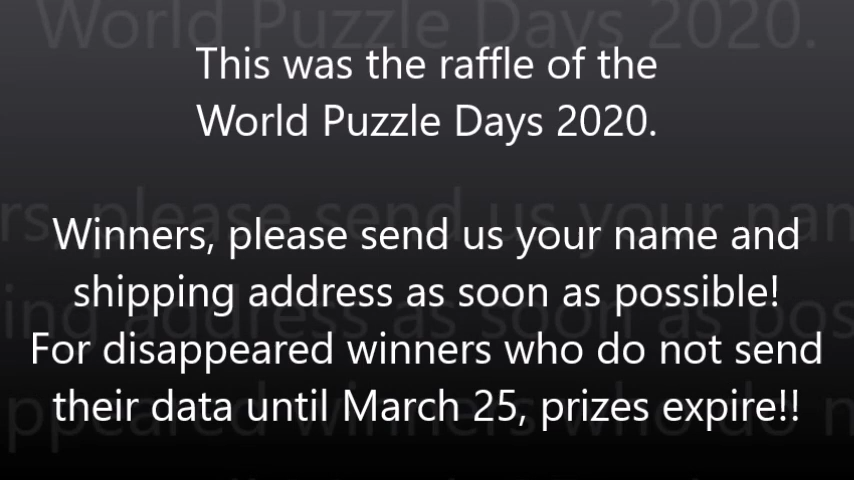 This was the raffle of the
World Puzzle Days 2020.
Winners, please send us your name and
shipping address as soon as possible!
For disappeared winners who do not send
their data until March 25, prizes expire!!